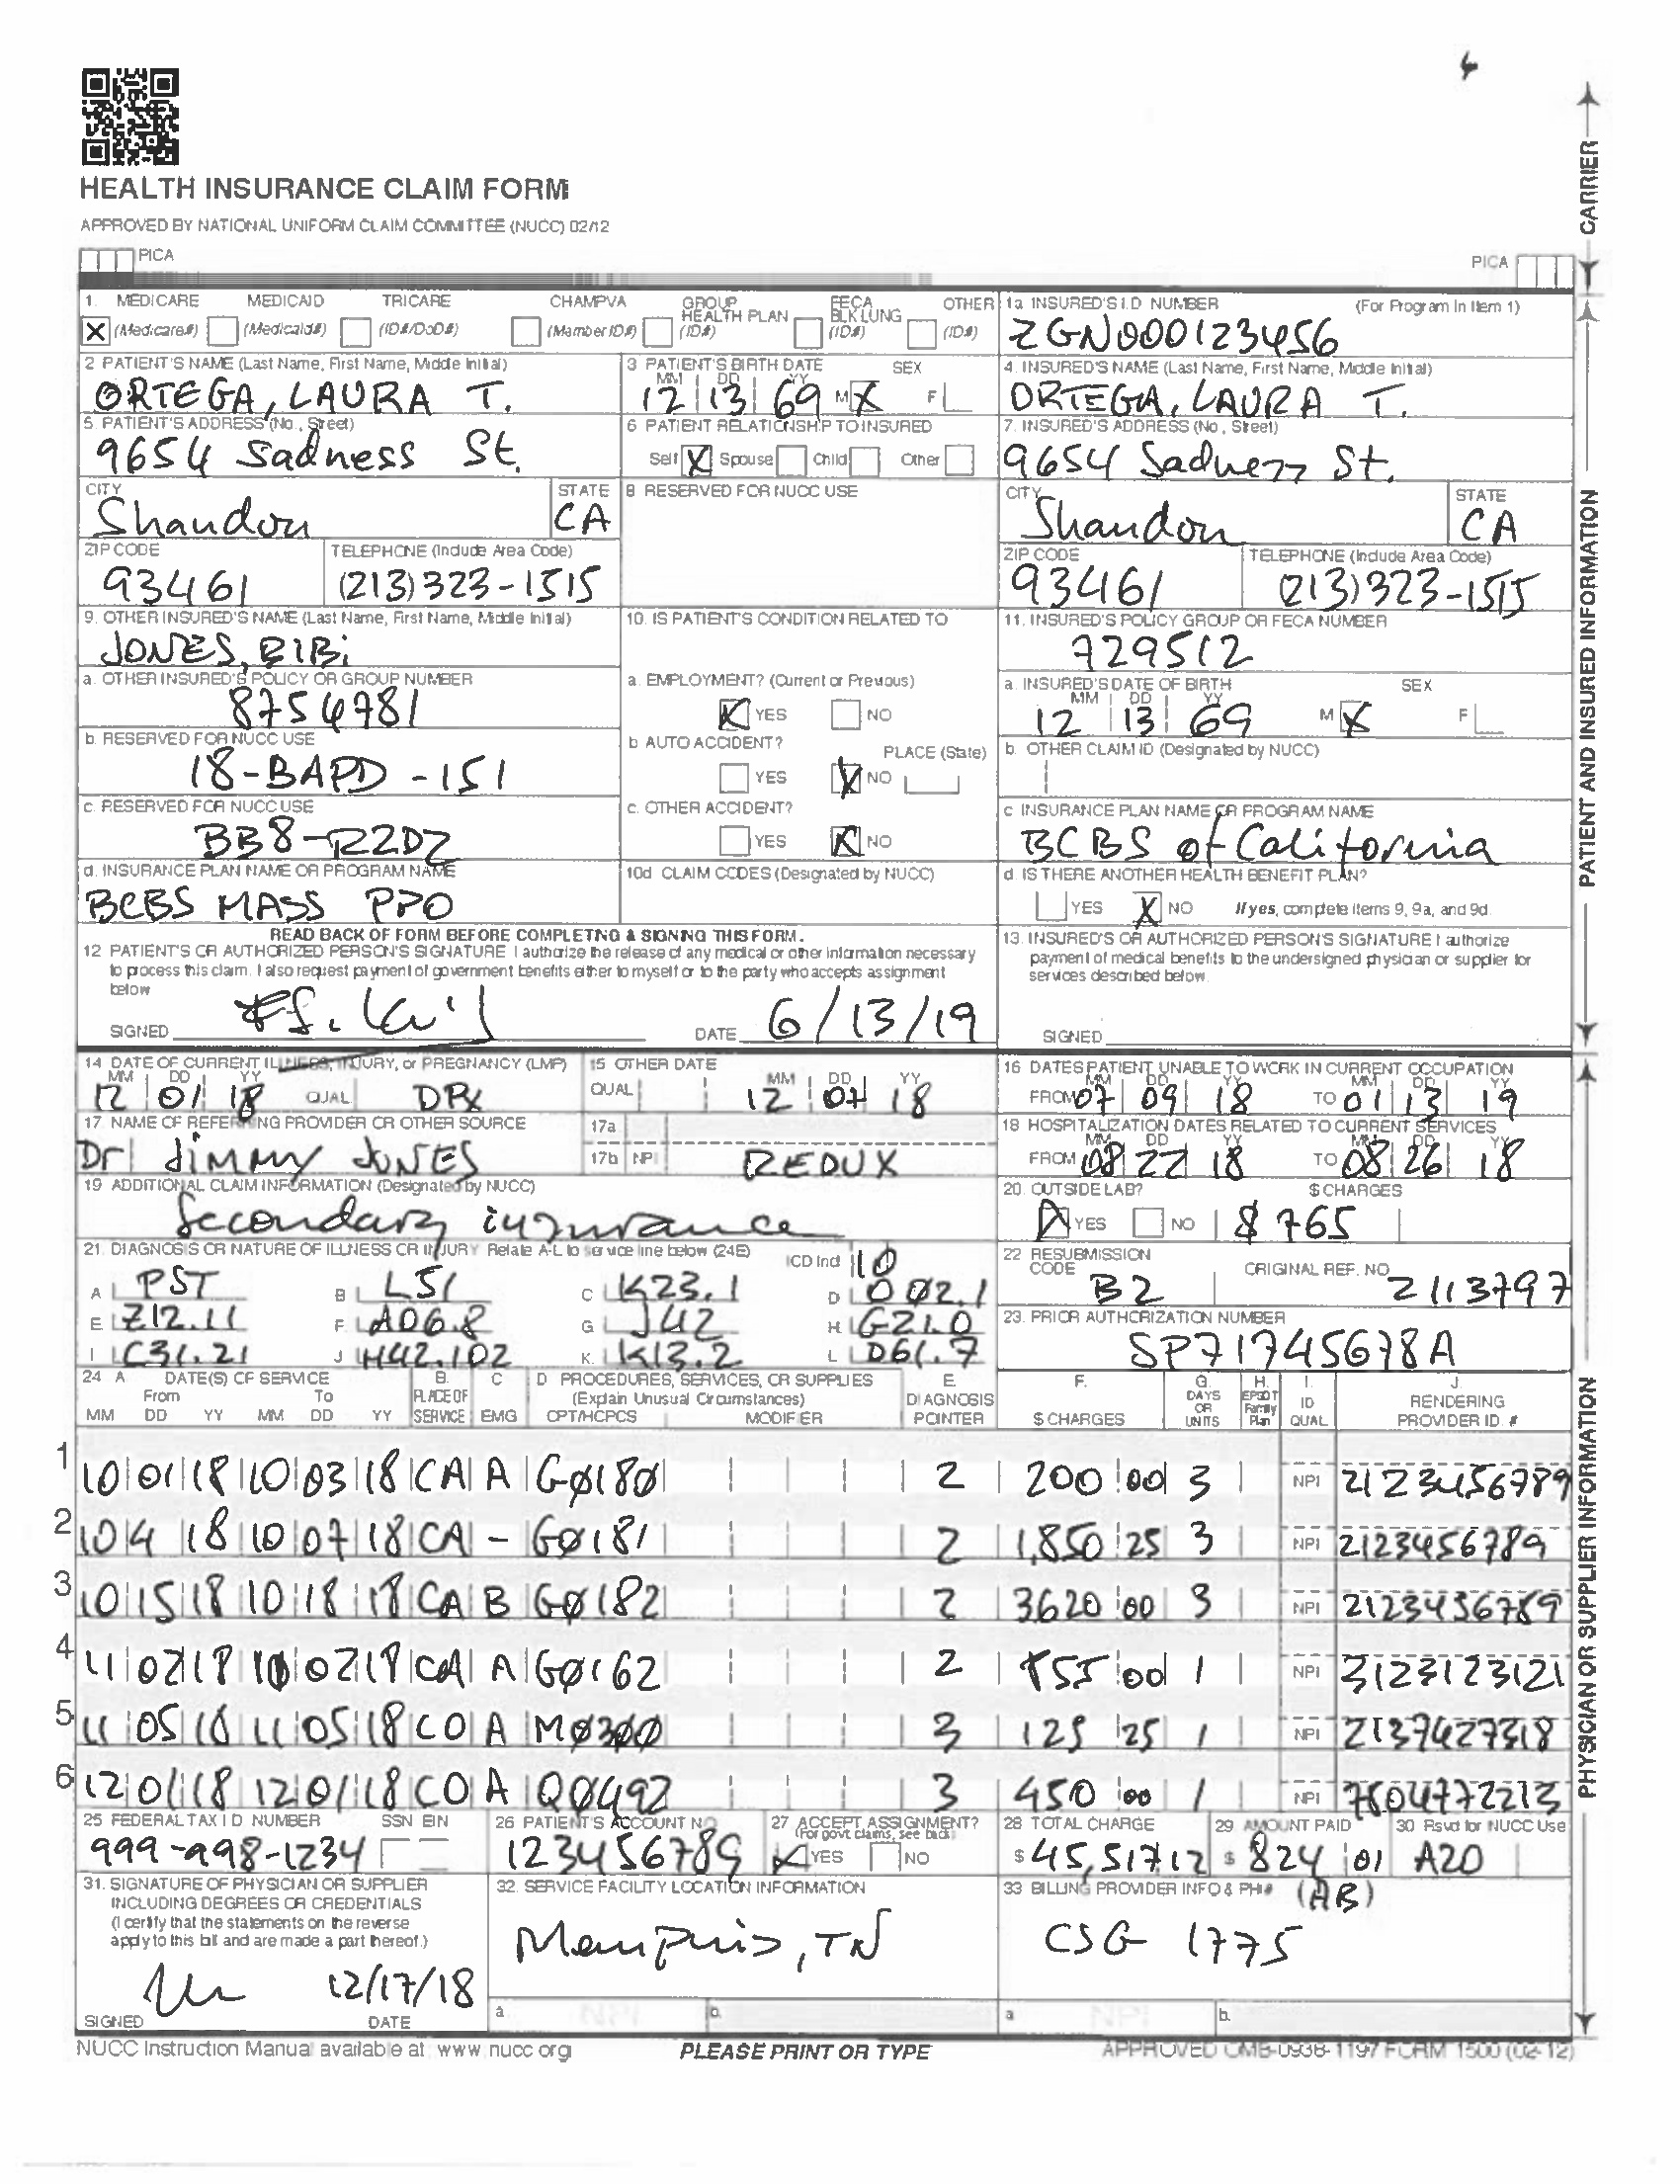 HEALTH INSURANCE CLAIM FORM
APPROVED BY NATIONAL UNIFORM CLAIM COMMITTEE (NUCC) 02/12
PICA
PICA
CARRIER
1. MEDICARE MEDICAID TRICARE CHAMPVA GROUP HEALTH PLAN FECA BLK LUNG OTHER
X (Medicare#) (Medicaid#) (ID#/DoD#) (Member ID#) (ID#) (ID#) (ID#)
1a INSURED'S I.D NUMBER (For Program In Item 1)
ZGN000123456
2 PATIENT'S NAME (Last Name, First Name, Middle Initial)
ORTEGA, LAURA T.
3 PATIENT'S BIRTH DATE SEX
MM DD YY
12 13 69 M X F
4. INSURED'S NAME (Last Name, First Name, Middle Initial)
ORTEGA, LAURA T.
5. PATIENT'S ADDRESS (No., Street)
9654 Sadness St.
6 PATIENT RELATIONSHIP TO INSURED
Self X Spouse Child Other
7. INSURED'S ADDRESS (No, Street)
9654 Sadness St.
CITY STATE
Shandon CA
8 RESERVED FOR NUCC USE
CITY STATE
Shandon CA
ZIP CODE TELEPHONE (Include Area Code)
93461 (213) 323-1515
ZIP CODE TELEPHONE (Include Area Code)
93461 (213) 323-1515
9. OTHER INSURED'S NAME (Last Name, First Name, Middle Initial)
JONES, BIBi
10. IS PATIENT'S CONDITION RELATED TO
11. INSURED'S POLICY GROUP OR FECA NUMBER
729512
a. OTHER INSURED'S POLICY OR GROUP NUMBER
8754781
a. EMPLOYMENT? (Current or Previous)
X YES NO
a. INSURED'S DATE OF BIRTH SEX
MM DD YY
12 13 69 M X F
b. RESERVED FOR NUCC USE
18-BAPD-151
b AUTO ACCIDENT? PLACE (State)
YES X NO
b. OTHER CLAIM ID (Designated by NUCC)
c. RESERVED FOR NUCC USE
BB8-R2D2
c. OTHER ACCIDENT?
YES X NO
c INSURANCE PLAN NAME OR PROGRAM NAME
BCBS of California
d. INSURANCE PLAN NAME OR PROGRAM NAME
BCBS MASS PPO
10d CLAIM CODES (Designated by NUCC)
d. IS THERE ANOTHER HEALTH BENEFIT PLAN?
YES X NO If yes, complete items 9, 9a, and 9d.
PATIENT AND INSURED INFORMATION
READ BACK OF FORM BEFORE COMPLETING & SIGNING THIS FORM.
12 PATIENT'S OR AUTHORIZED PERSON'S SIGNATURE I authorize the release of any medical or other information necessary
to process this claim. I also request payment of government benefits either to myself or to the party who accepts assignment
below
SIGNED DATE 6/13/19
13. INSURED'S OR AUTHORIZED PERSON'S SIGNATURE I authorize
payment of medical benefits to the undersigned physician or supplier for
services described below.
SIGNED
14 DATE OF CURRENT ILLNESS, INJURY, or PREGNANCY (LMP)
MM DD YY
12 01 18 QUAL DRX
15 OTHER DATE
QUAL MM DD YY
12 07 18
16 DATES PATIENT UNABLE TO WORK IN CURRENT OCCUPATION
MM DD YY MM DD YY
FROM 07 09 18 TO 01 13 19
17. NAME OF REFERRING PROVIDER OR OTHER SOURCE
Dr JIMMY JONES
17a
17b NPI REDUX
18 HOSPITALIZATION DATES RELATED TO CURRENT SERVICES
MM DD YY MM DD YY
FROM 08 22 18 TO 08 26 18
19 ADDITIONAL CLAIM INFORMATION (Designated by NUCC)
Secondary insurance
20. OUTSIDE LAB? $ CHARGES
X YES NO $ 765
21. DIAGNOSIS OR NATURE OF ILLNESS OR INJURY Relate A-L to service line below (24E) ICD Ind 10
A PST B L51 C K23.1 D 002.1
E Z12.11 F A06.8 G J42 H G21.0
I C31.21 J H42.102 K K13.2 L D61.7
22 RESUBMISSION CODE ORIGINAL REF. NO
B2 2113797
23. PRIOR AUTHORIZATION NUMBER
SP71745678A
24 A DATE(S) OF SERVICE B. PLACE OF SERVICE C EMG D PROCEDURES, SERVICES, OR SUPPLIES E DIAGNOSIS POINTER F. $ CHARGES G. DAYS OR UNITS H. EPSDT Family Plan I. ID QUAL J. RENDERING PROVIDER ID. #
From To (Explain Unusual Circumstances)
MM DD YY MM DD YY CPT/HCPCS MODIFIER
1 10 01 18 10 03 18 CA A G0180 2 200 00 3 NPI 2123456789
2 10 4 18 10 07 18 CA - G0181 2 1,850 25 3 NPI 2123456789
3 10 15 18 10 18 18 CA B G0182 2 3620 00 3 NPI 2123456789
4 11 02 18 10 02 18 CA A G0162 2 855 00 1 NPI 3123123121
5 11 05 18 11 05 18 CO A M0300 3 125 25 1 NPI 2137427318
6 12 01 18 12 01 18 CO A Q0492 3 450 00 1 NPI 7804772213
PHYSICIAN OR SUPPLIER INFORMATION
25 FEDERAL TAX I D NUMBER SSN EIN
999-998-1234
26 PATIENT'S ACCOUNT NO
123456789
27 ACCEPT ASSIGNMENT?
(For govt claims, see back)
X YES NO
28 TOTAL CHARGE
$ 45,517.12
29 AMOUNT PAID
$ 824 01
30 Rsvd for NUCC Use
A20
31. SIGNATURE OF PHYSICIAN OR SUPPLIER
INCLUDING DEGREES OR CREDENTIALS
(I certify that the statements on the reverse
apply to this bill and are made a part thereof.)
12/17/18
SIGNED DATE
32. SERVICE FACILITY LOCATION INFORMATION
Memphis, TN
a. b.
33 BILLING PROVIDER INFO & PH# (AB)
CSG 1775
a b.
NUCC Instruction Manual available at: www.nucc.org
PLEASE PRINT OR TYPE
APPROVED OMB-0938-1197 FORM 1500 (02-12)